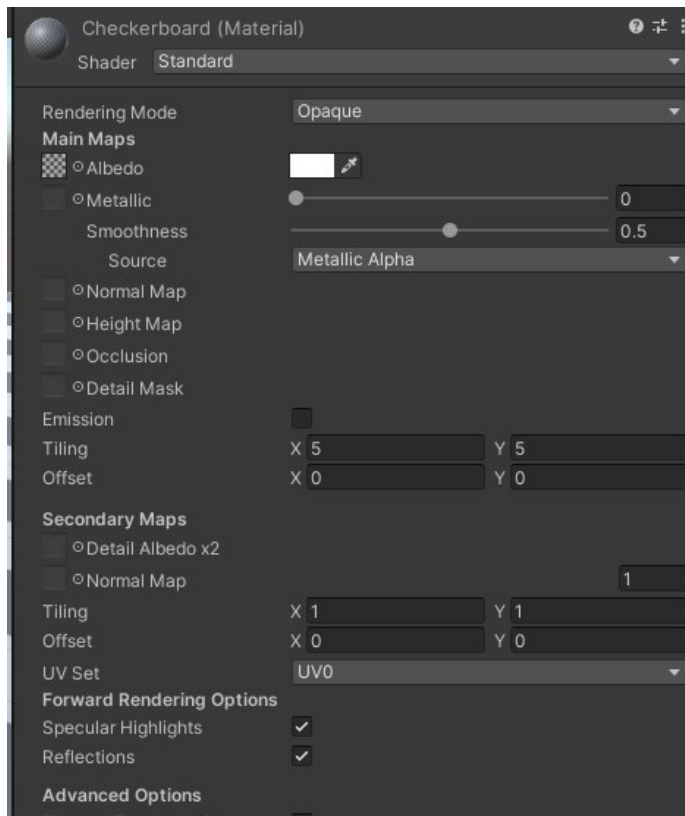 Checkerboard (Material)
Shader Standard
Rendering Mode Opaque
Main Maps
Albedo
Metallic 0
Smoothness 0.5
Source Metallic Alpha
Normal Map
Height Map
Occlusion
Detail Mask
Emission
Tiling X 5 Y 5
Offset X 0 Y 0
Secondary Maps
Detail Albedo x2
Normal Map 1
Tiling X 1 Y 1
Offset X 0 Y 0
UV Set UV0
Forward Rendering Options
Specular Highlights
Reflections
Advanced Options